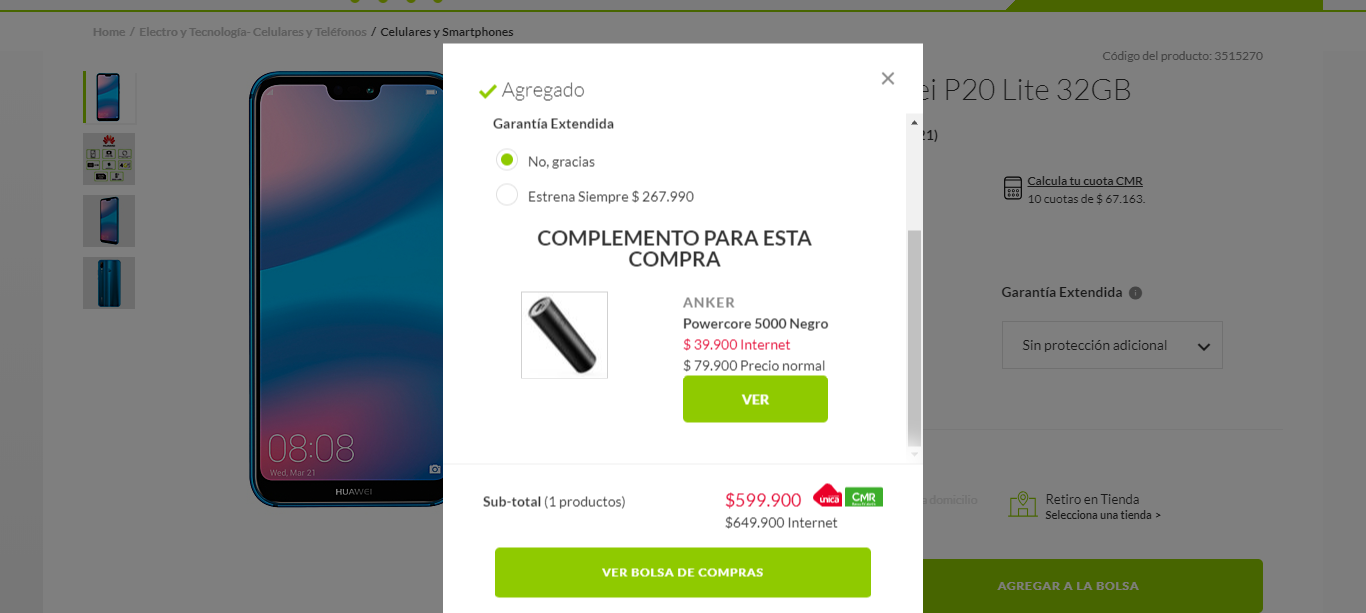 Home / Electro y Tecnología- Celulares y Teléfonos / Celulares y Smartphones
Código del producto: 3515270
ei P20 Lite 32GB
21)
Calcula tu cuota CMR
10 cuotas de $ 67.163.
Garantía Extendida
Sin protección adicional
a domicilio
Retiro en Tienda
Selecciona una tienda >
AGREGAR A LA BOLSA
08:08
Wed, Mar 21
HUAWEI
Agregado
Garantía Extendida
No, gracias
Estrena Siempre $ 267.990
COMPLEMENTO PARA ESTA
COMPRA
ANKER
Powercore 5000 Negro
$ 39.900 Internet
$ 79.900 Precio normal
VER
Sub-total (1 productos)
$599.900
unica
CMR
$649.900 Internet
VER BOLSA DE COMPRAS